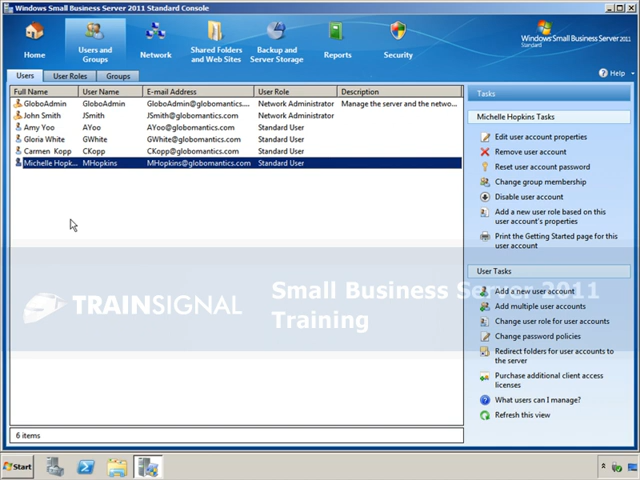 Windows Small Business Server 2011 Standard Console
Home
Users and
Groups
Network
Shared Folders
and Web Sites
Backup and
Server Storage
Reports
Security
Windows Small Business Server 2011
Standard
Users
User Roles
Groups
Help
Full Name
User Name
E-mail Address
User Role
Description
GloboAdmin
GloboAdmin
GloboAdmin@globomantics.co...
Network Administrator
Manage the server and the netwo...
John Smith
JSmith
JSmith@globomantics.com
Network Administrator
Amy Yoo
AYoo
AYoo@globomantics.com
Standard User
Gloria White
GWhite
GWhite@globomantics.com
Standard User
Carmen Kopp
CKopp
CKopp@globomantics.com
Standard User
Michelle Hopk...
MHopkins
MHopkins@globomantics.com
Standard User
6 items
Tasks
Michelle Hopkins Tasks
Edit user account properties
Remove user account
Reset user account password
Change group membership
Disable user account
Add a new user role based on this
user account's properties
Print the Getting Started page for this
user account
User Tasks
Add a new user account
Add multiple user accounts
Change user role for user accounts
Change password policies
Redirect folders for user accounts to
the server
Purchase additional client access
licenses
What users can I manage?
Refresh this view
TRAINSIGNAL
Small Business Server 2011
Training
Start